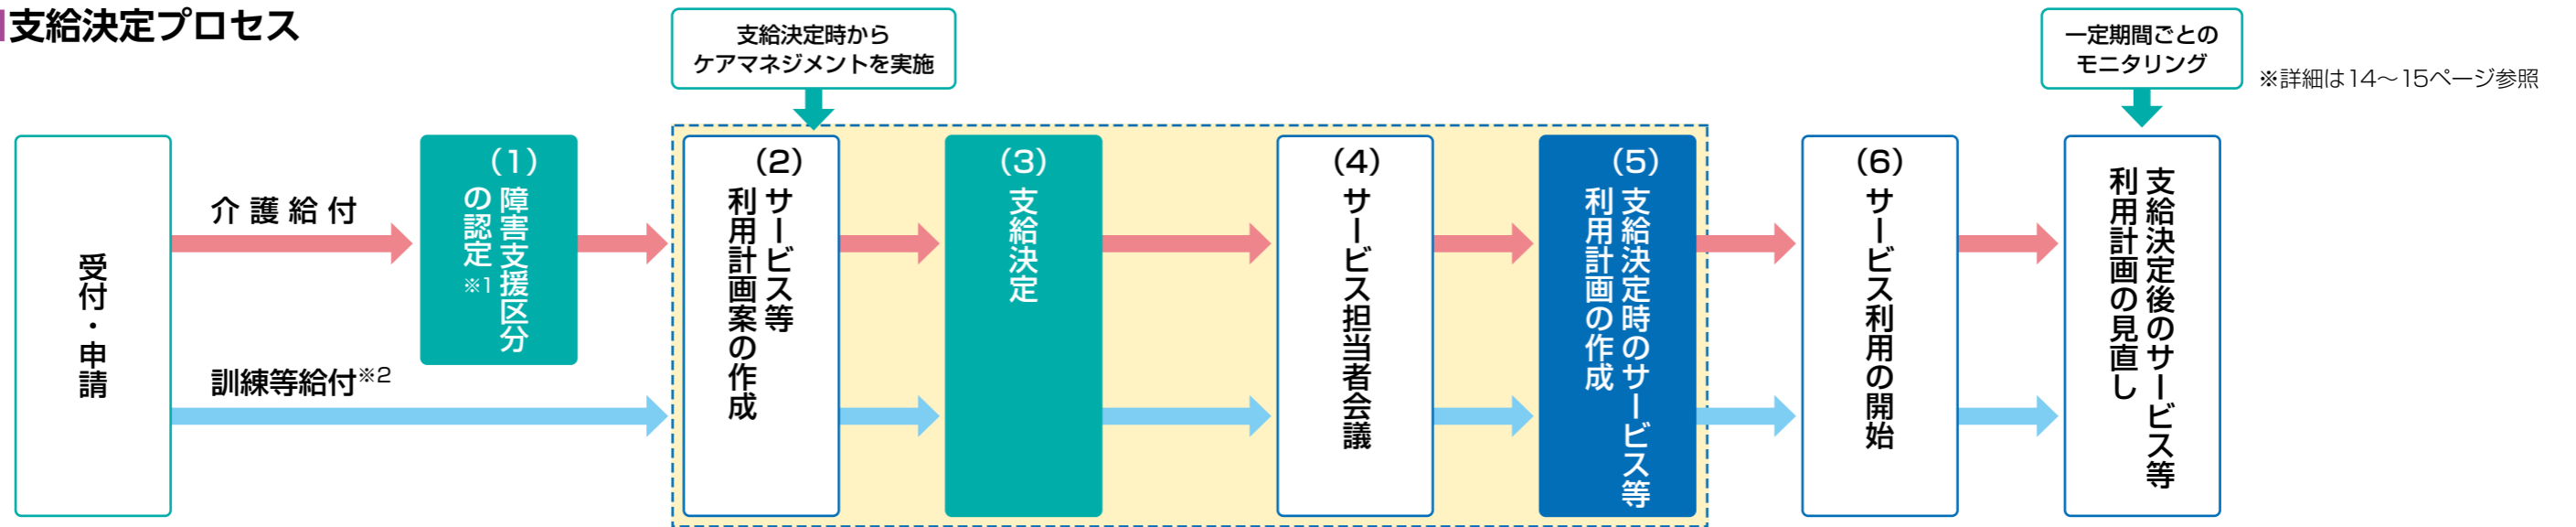 支給決定プロセス
支給決定時から
ケアマネジメントを実施
一定期間ごとの
モニタリング
※詳細は14～15ページ参照
受付・申請
介護給付
訓練等給付※2
(1)
障害支援区分
の認定※1
(2)
サービス等
利用計画案の作成
(3)
支給決定
(4)
サービス担当者会議
(5)
支給決定時のサービス等
利用計画の作成
(6)
サービス利用の開始
支給決定後のサービス等
利用計画の見直し